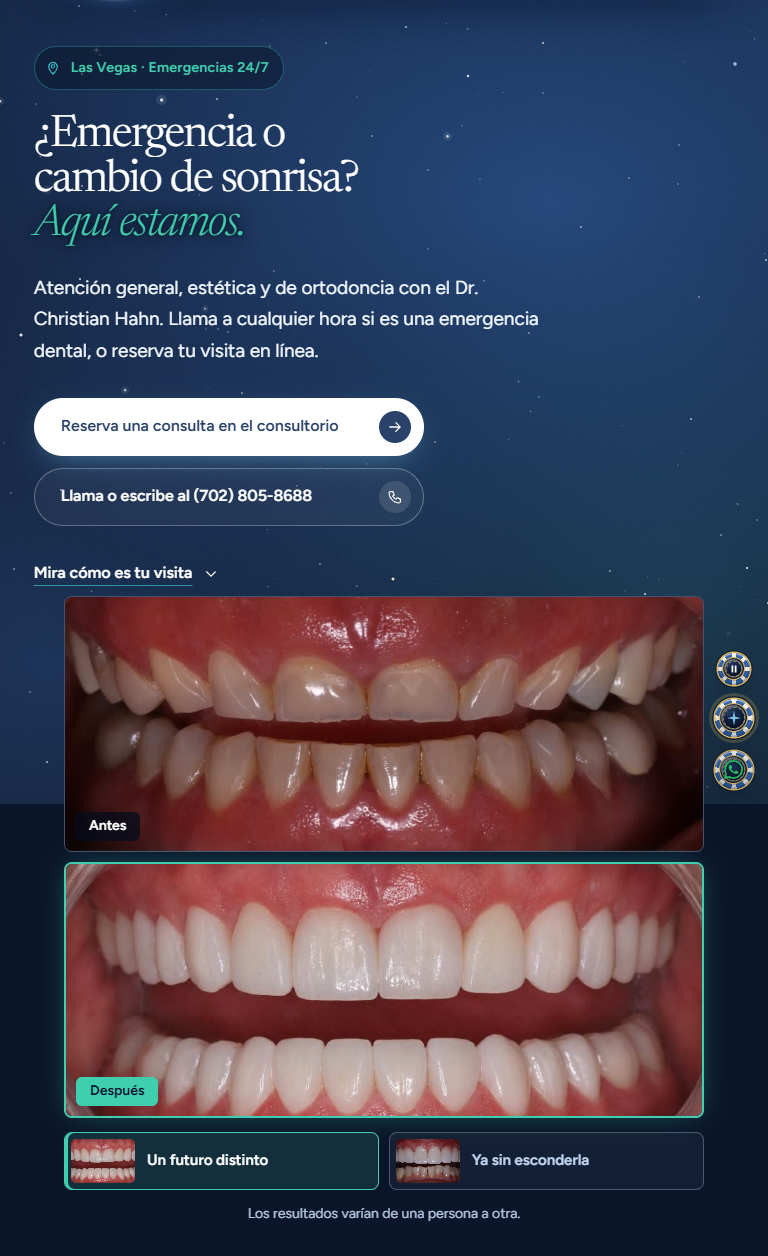 Las Vegas · Emergencias 24/7
¿Emergencia o
cambio de sonrisa?
Aquí estamos.
Atención general, estética y de ortodoncia con el Dr.
Christian Hahn. Llama a cualquier hora si es una emergencia
dental, o reserva tu visita en línea.
Reserva una consulta en el consultorio
Llama o escribe al (702) 805-8688
Mira cómo es tu visita
Antes
Después
Un futuro distinto
Ya sin esconderla
Los resultados varían de una persona a otra.